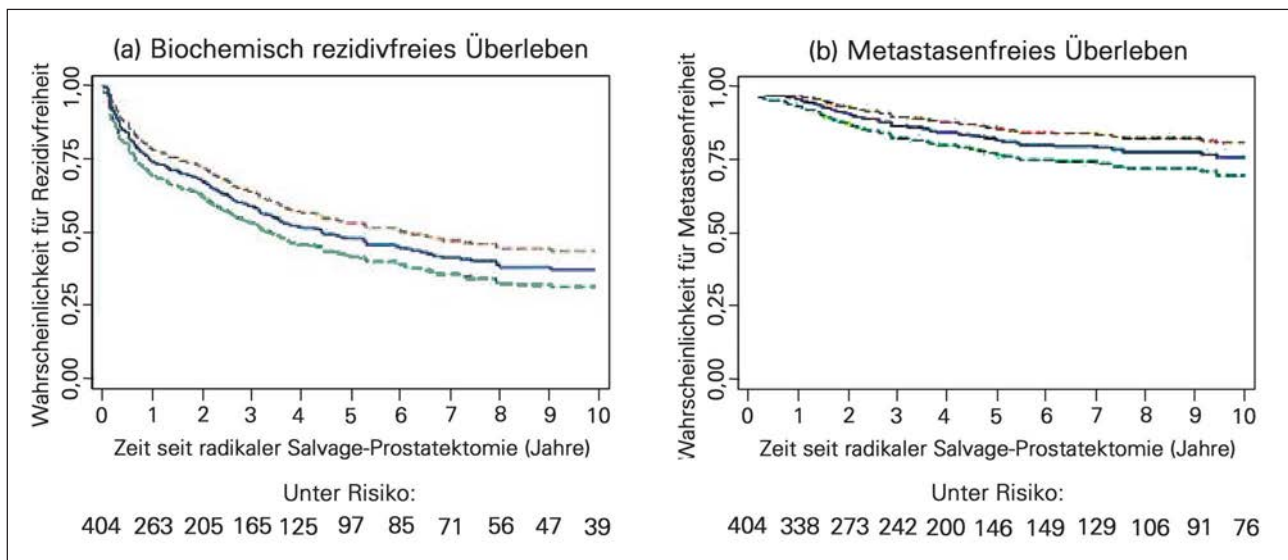 (a) Biochemisch rezidivfreies Überleben
Wahrscheinlichkeit für Rezidivfreiheit
1,00
0,75
0,50
0,25
0,00
0 1 2 3 4 5 6 7 8 9 10
Zeit seit radikaler Salvage-Prostatektomie (Jahre)
Unter Risiko:
404 263 205 165 125 97 85 71 56 47 39
(b) Metastasenfreies Überleben
Wahrscheinlichkeit für Metastasenfreiheit
1,00
0,75
0,50
0,25
0,00
0 1 2 3 4 5 6 7 8 9 10
Zeit seit radikaler Salvage-Prostatektomie (Jahre)
Unter Risiko:
404 338 273 242 200 146 149 129 106 91 76